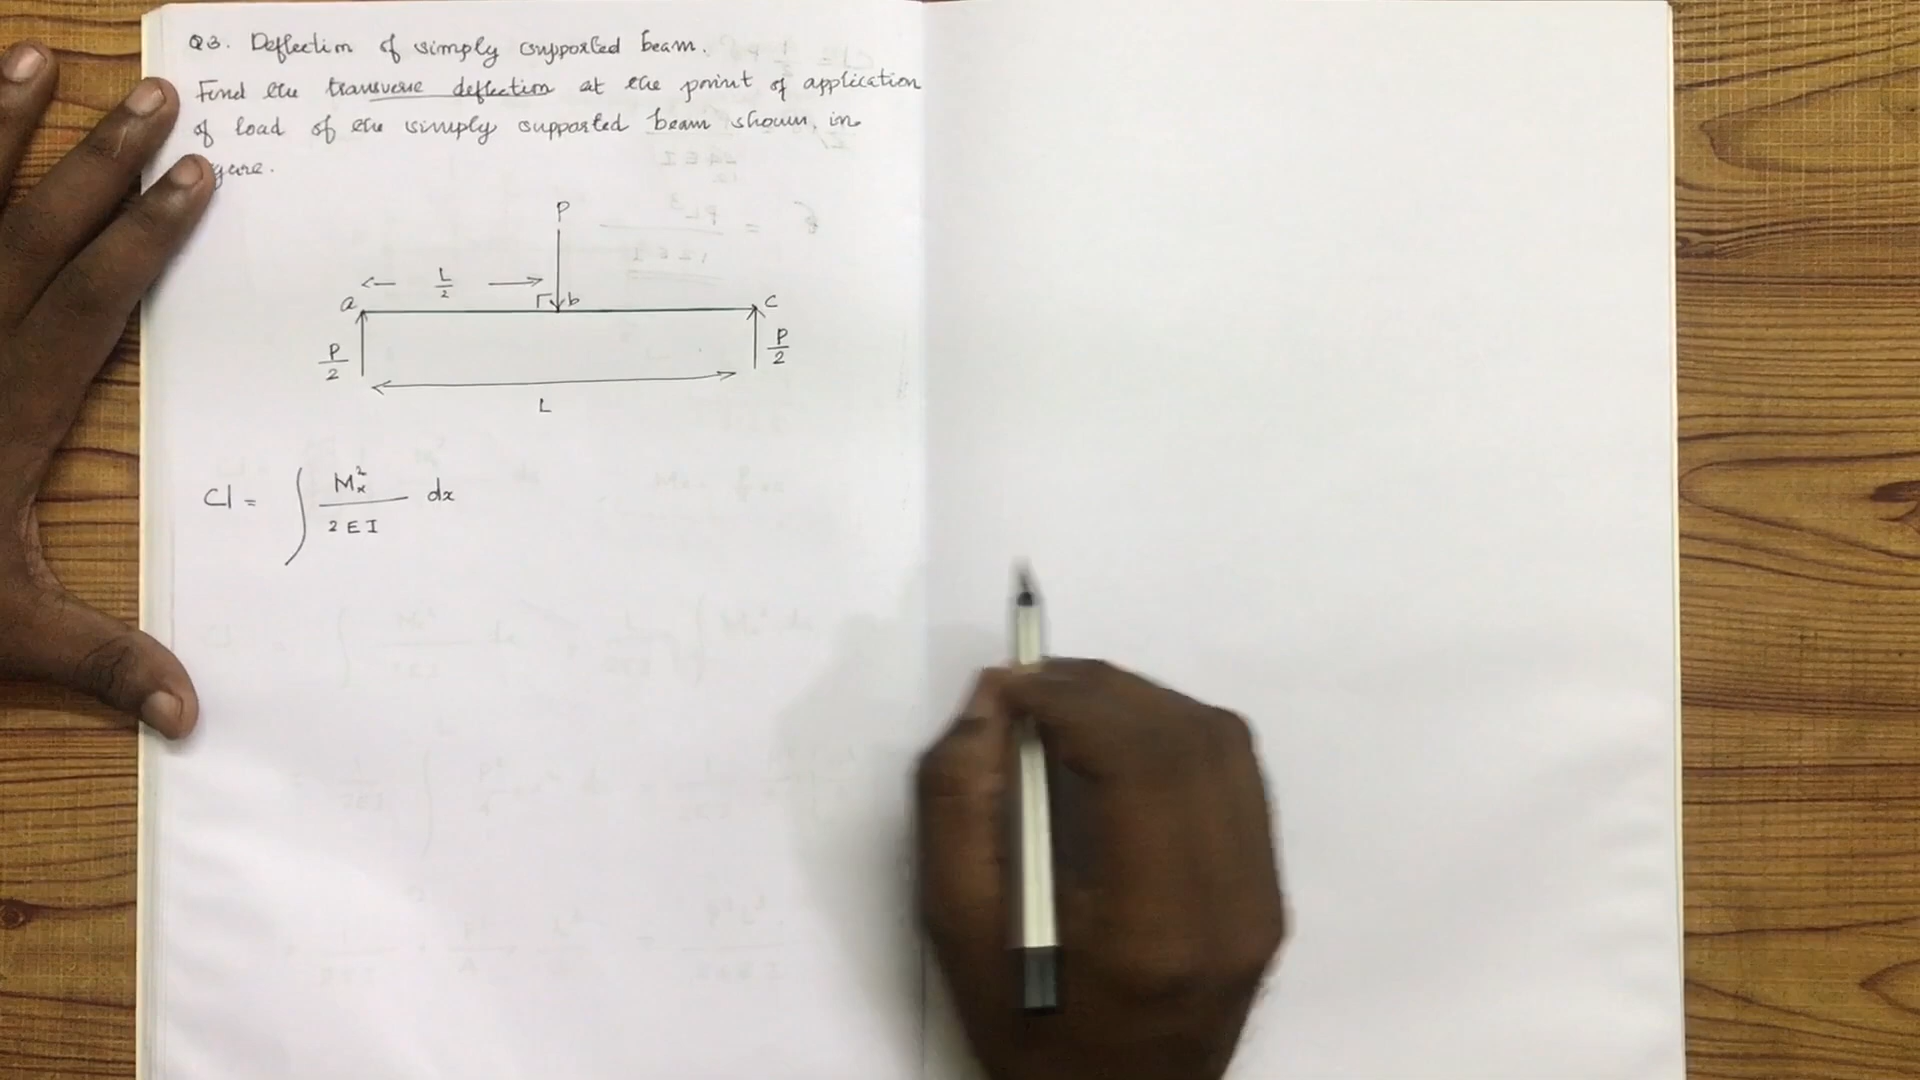 Q3. Deflection of simply supported beam.
Find the transverse deflection at the point of application
of load of the simply supported beam shown in
gure.
P
L/2
a
b
c
P/2
P/2
L
U = ∫ Mx² / 2EI dx